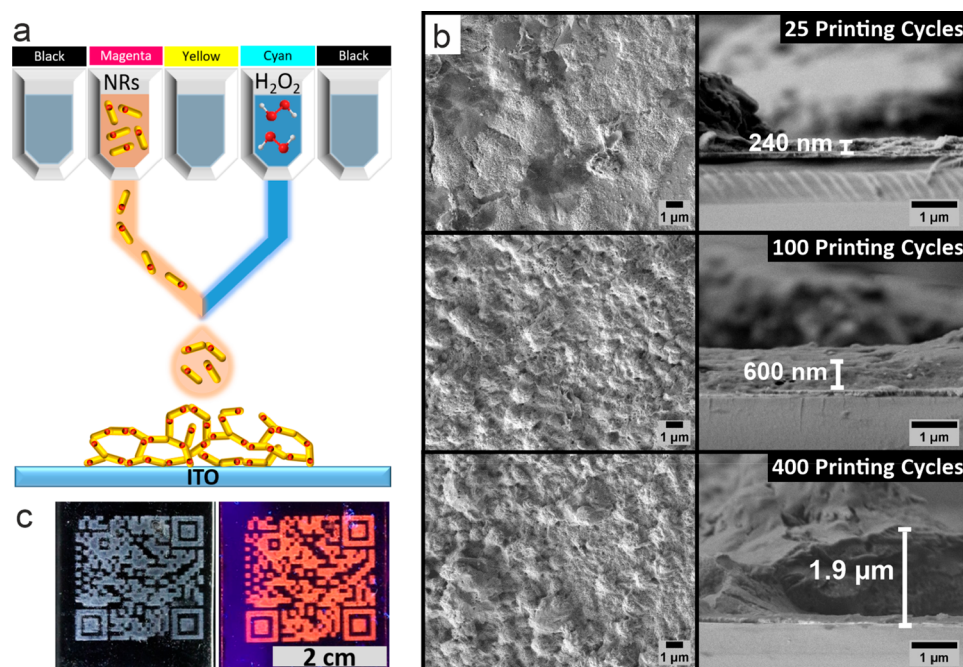 a
Black Magenta Yellow Cyan Black
NRs H₂O₂
ITO
b
25 Printing Cycles
240 nm
1 µm 1 µm
100 Printing Cycles
600 nm
1 µm 1 µm
400 Printing Cycles
1.9 µm
1 µm 1 µm
c
2 cm